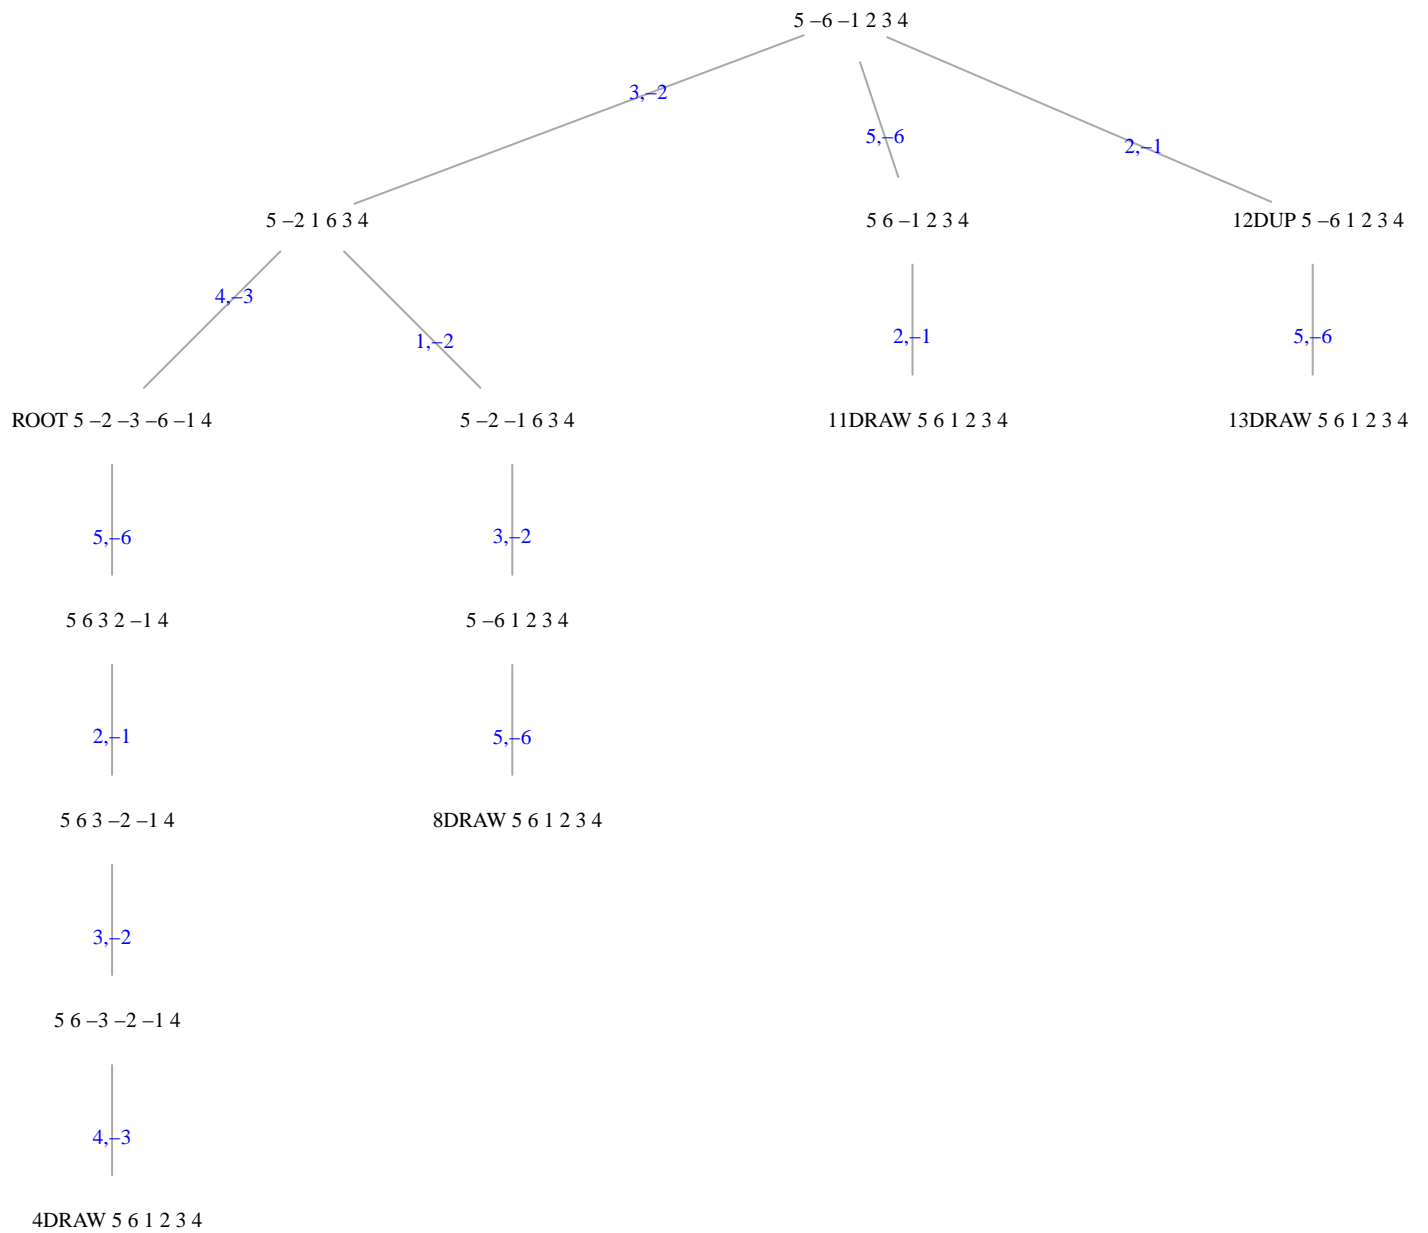 5 –6 –1 2 3 4
3,–2
5,–6
2,–1
5 –2 1 6 3 4
5 6 –1 2 3 4
12DUP 5 –6 1 2 3 4
4,–3
1,–2
2,–1
5,–6
ROOT 5 –2 –3 –6 –1 4
5 –2 –1 6 3 4
11DRAW 5 6 1 2 3 4
13DRAW 5 6 1 2 3 4
5,–6
3,–2
5 6 3 2 –1 4
5 –6 1 2 3 4
2,–1
5,–6
5 6 3 –2 –1 4
8DRAW 5 6 1 2 3 4
3,–2
5 6 –3 –2 –1 4
4,–3
4DRAW 5 6 1 2 3 4